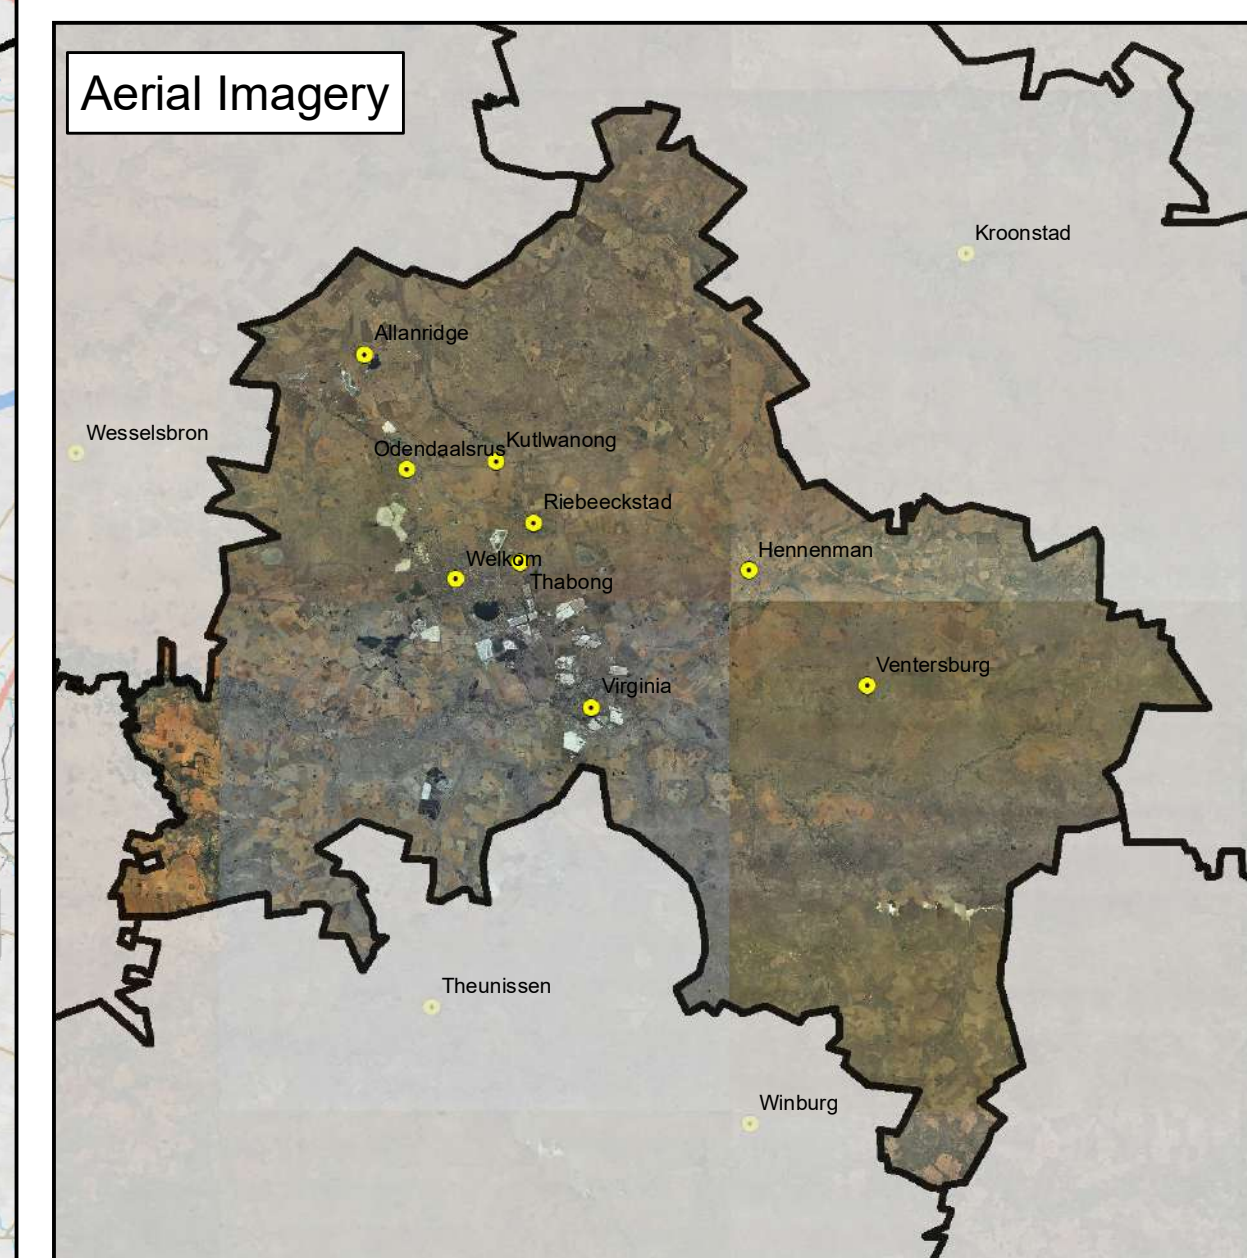 Aerial Imagery
Kroonstad
Allanridge
Wesselsbron
Odendaalsrus
Kutlwanong
Riebeeckstad
Welkom
Hennenman
Thabong
Ventersburg
Virginia
Theunissen
Winburg